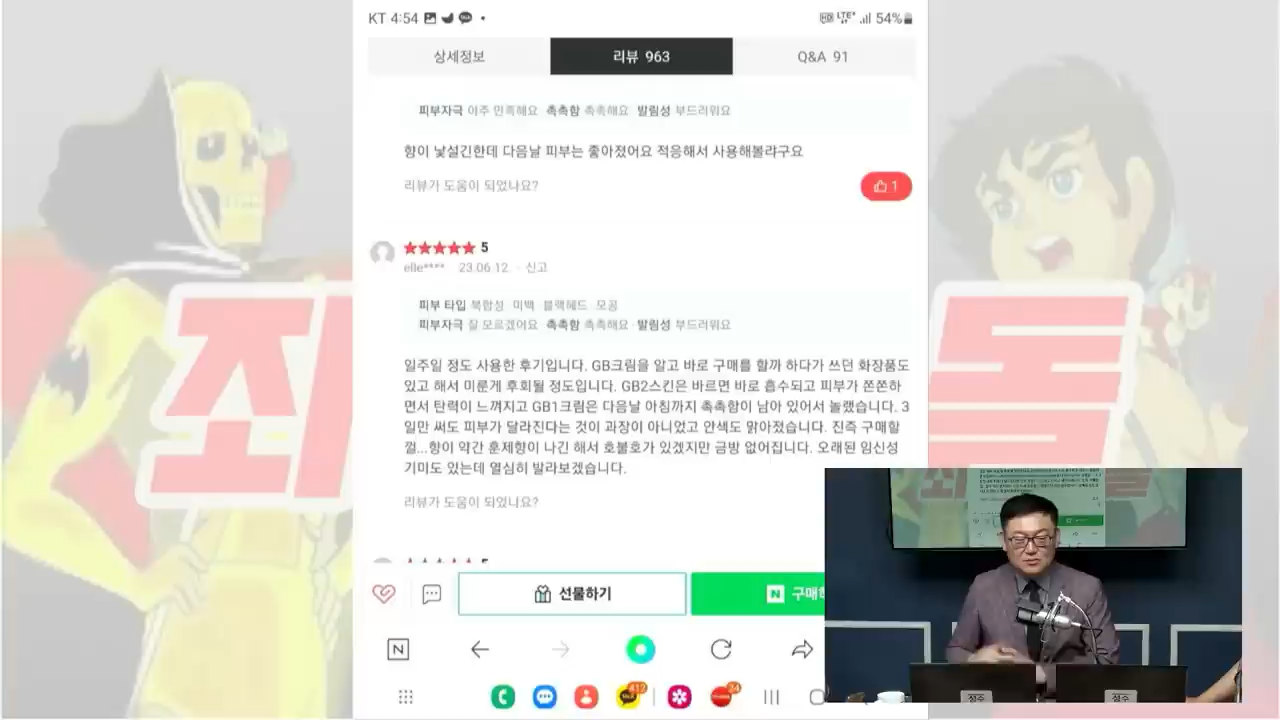 KT 4:54
LTE+ 54%
상세정보 리뷰 963 Q&A 91
피부자극 아주 만족해요 · 촉촉함 촉촉해요 · 발림성 부드러워요
향이 낯설긴한데 다음날 피부는 좋아졌어요 적응해서 사용해볼랴구요
리뷰가 도움이 되었나요?
1
★★★★★ 5
elle**** 23.06.12. · 신고
피부 타입 복합성 · 미백 · 블랙헤드 · 모공
피부자극 잘 모르겠어요 · 촉촉함 촉촉해요 · 발림성 부드러워요
일주일 정도 사용한 후기입니다. GB크림을 알고 바로 구매를 할까 하다가 쓰던 화장품도
있고 해서 미룬게 후회될 정도입니다. GB2스킨은 바르면 바로 흡수되고 피부가 쫀쫀하
면서 탄력이 느껴지고 GB1크림은 다음날 아침까지 촉촉함이 남아 있어서 놀랬습니다. 3
일만 써도 피부가 달라진다는 것이 과장이 아니었고 안색도 맑아졌습니다. 진즉 구매할
껄...향이 약간 훈제향이 나긴 해서 호불호가 있겠지만 금방 없어집니다. 오래된 임신성
기미도 있는데 열심히 발라보겠습니다.
리뷰가 도움이 되었나요?
죄
돌
선물하기
N 구매하
N
412
24
정수
정수